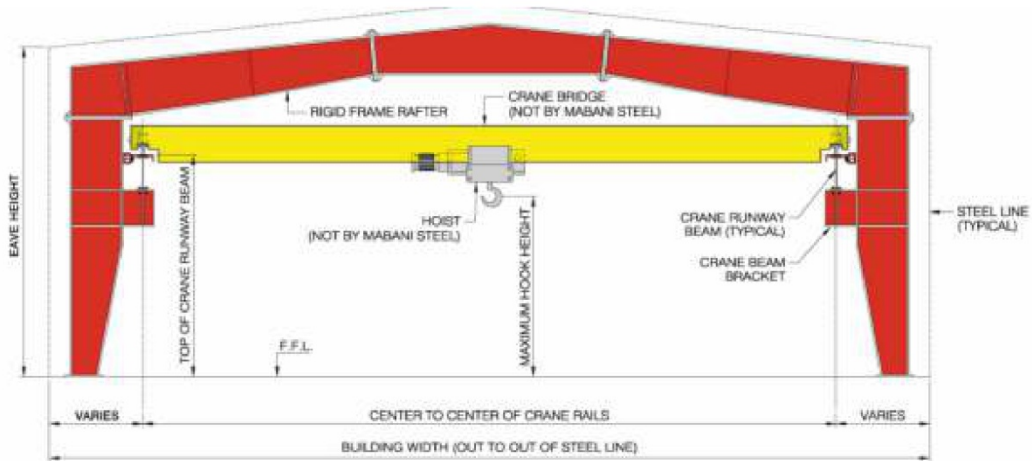 RIGID FRAME RAFTER
CRANE BRIDGE
(NOT BY MABANI STEEL)
EAVE HEIGHT
TOP OF CRANE RUNWAY BEAM
HOIST
(NOT BY MABANI STEEL)
MAXIMUM HOOK HEIGHT
CRANE RUNWAY
BEAM (TYPICAL)
STEEL LINE
(TYPICAL)
CRANE BEAM
BRACKET
F.F.L.
VARIES
CENTER TO CENTER OF CRANE RAILS
VARIES
BUILDING WIDTH (OUT TO OUT OF STEEL LINE)